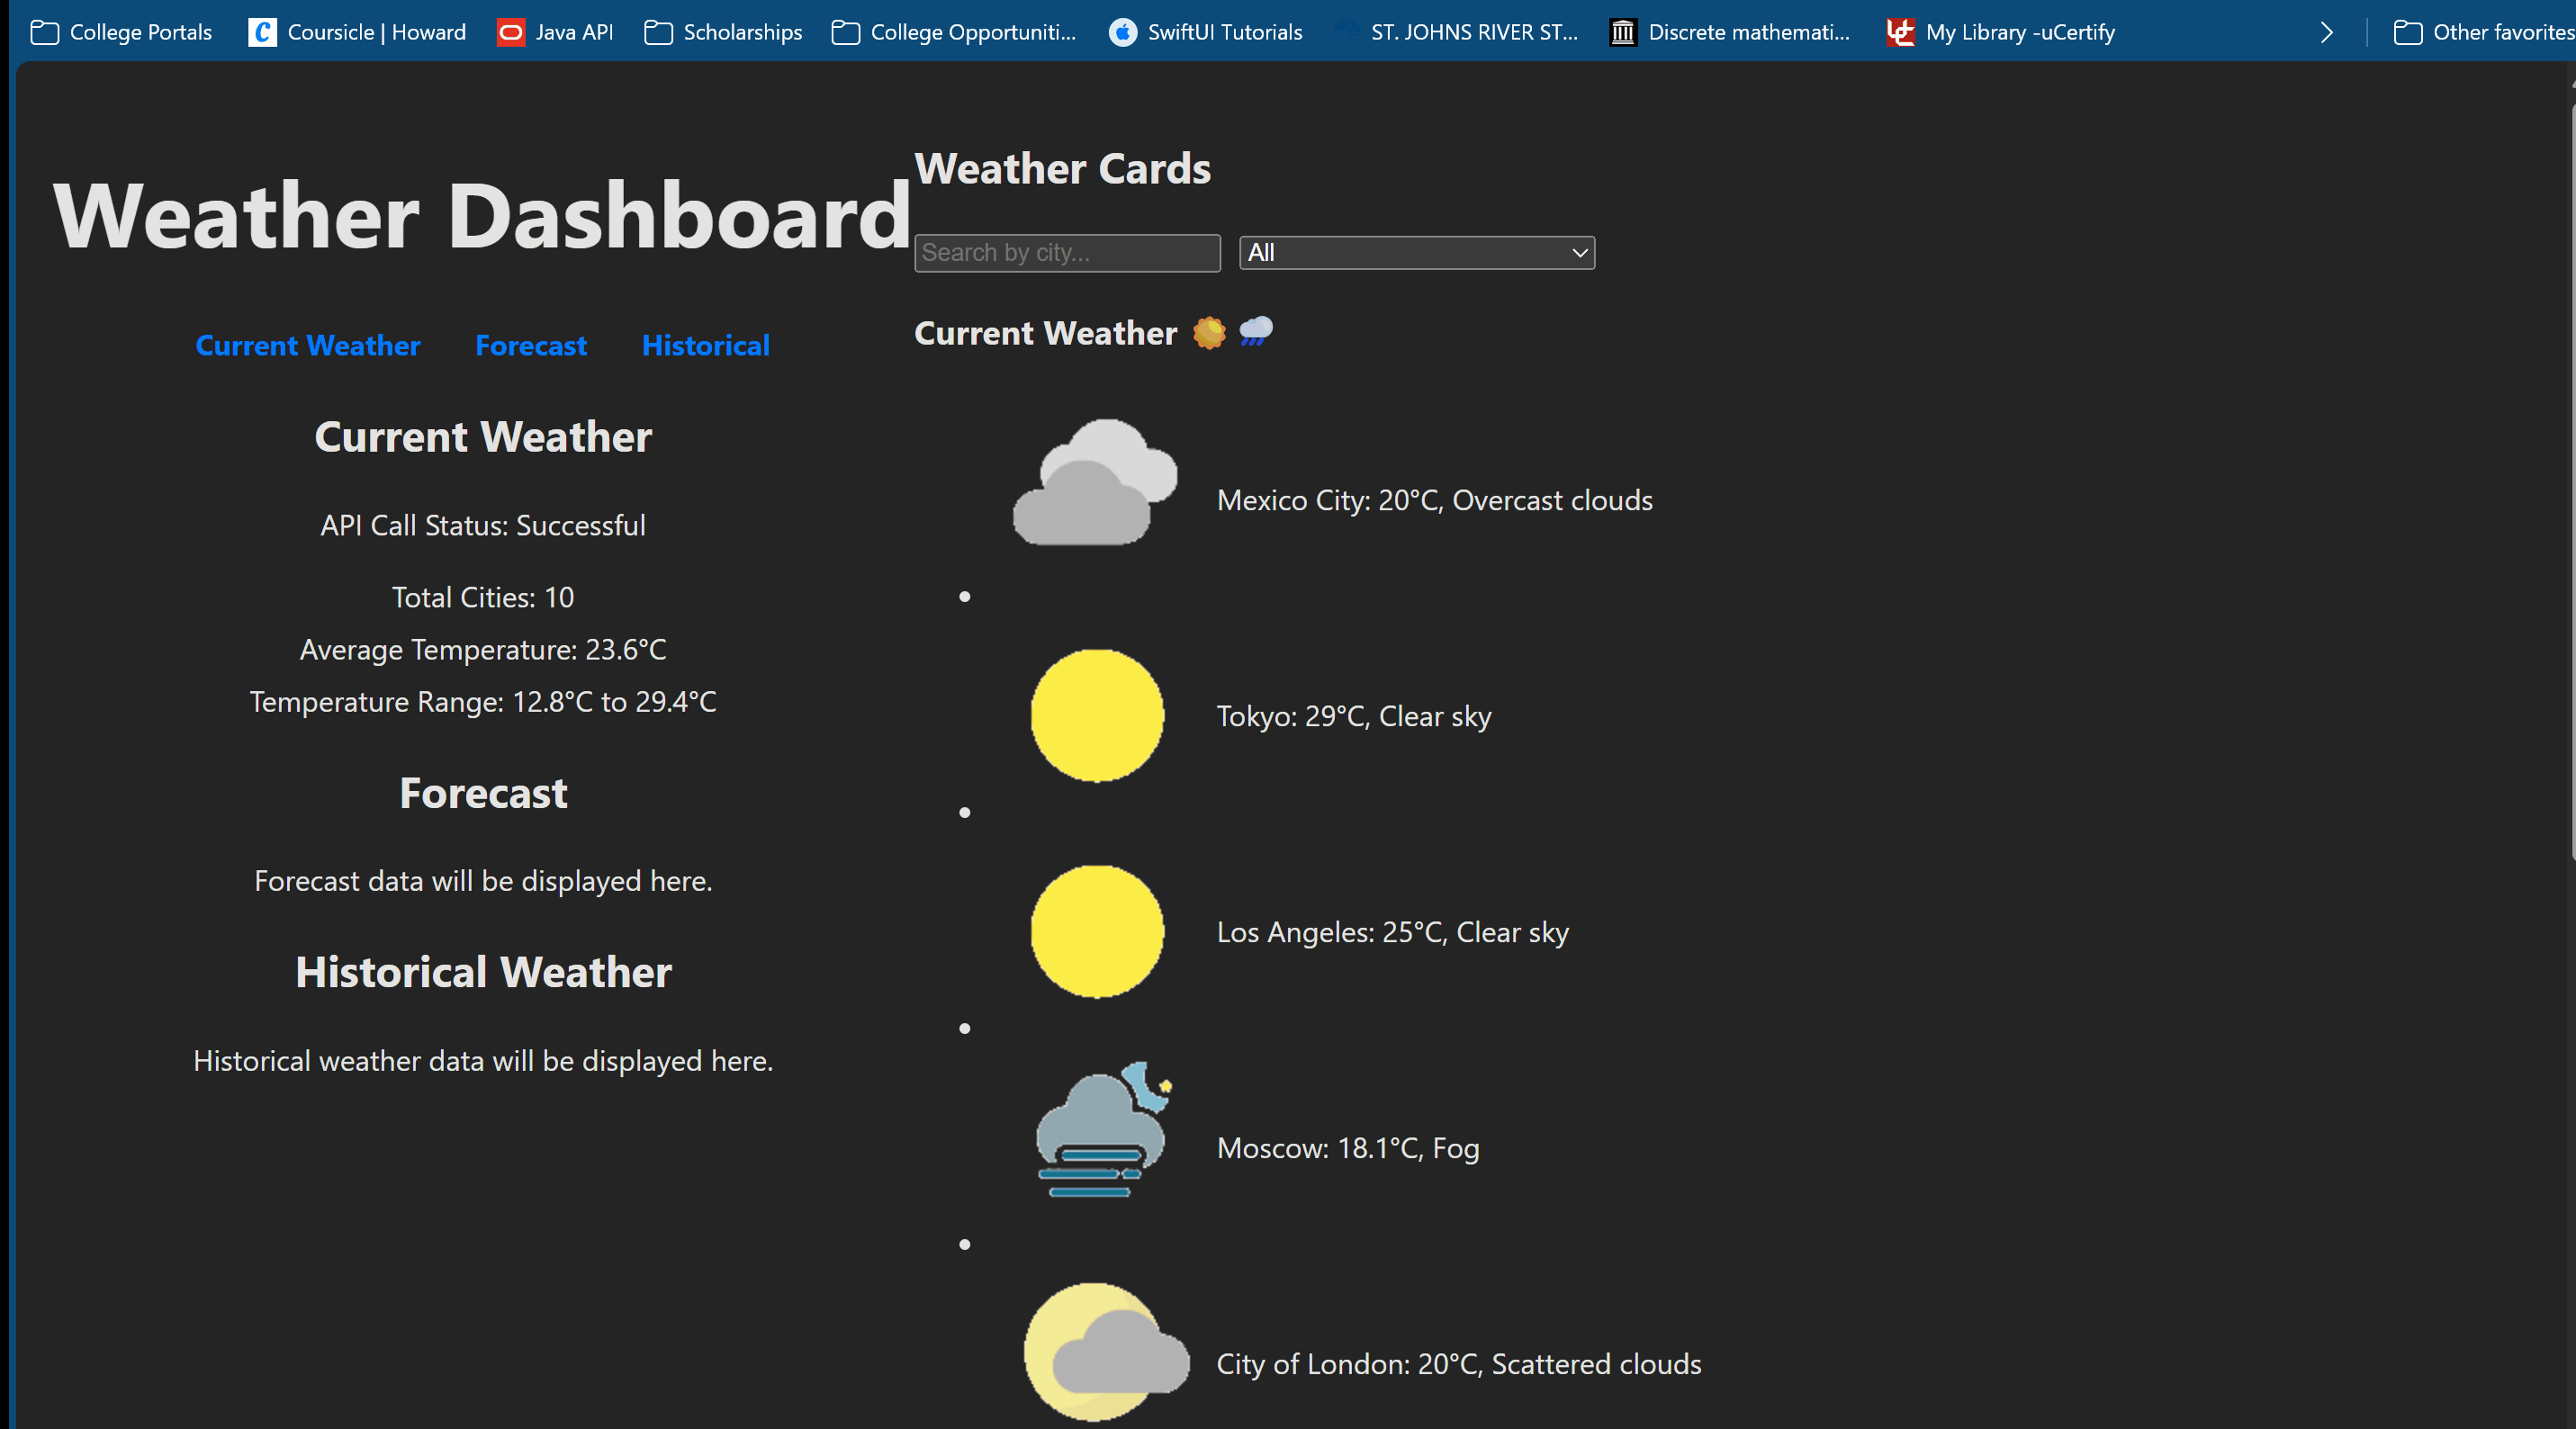 College Portals
Coursicle | Howard
Java API
Scholarships
College Opportuniti...
SwiftUI Tutorials
ST. JOHNS RIVER ST...
Discrete mathemati...
My Library -uCertify
Other favorites
Weather Dashboard
Current Weather Forecast Historical
Current Weather
API Call Status: Successful
Total Cities: 10
Average Temperature: 23.6°C
Temperature Range: 12.8°C to 29.4°C
Forecast
Forecast data will be displayed here.
Historical Weather
Historical weather data will be displayed here.
Weather Cards
Search by city...
All
Current Weather
Mexico City: 20°C, Overcast clouds
Tokyo: 29°C, Clear sky
Los Angeles: 25°C, Clear sky
Moscow: 18.1°C, Fog
City of London: 20°C, Scattered clouds